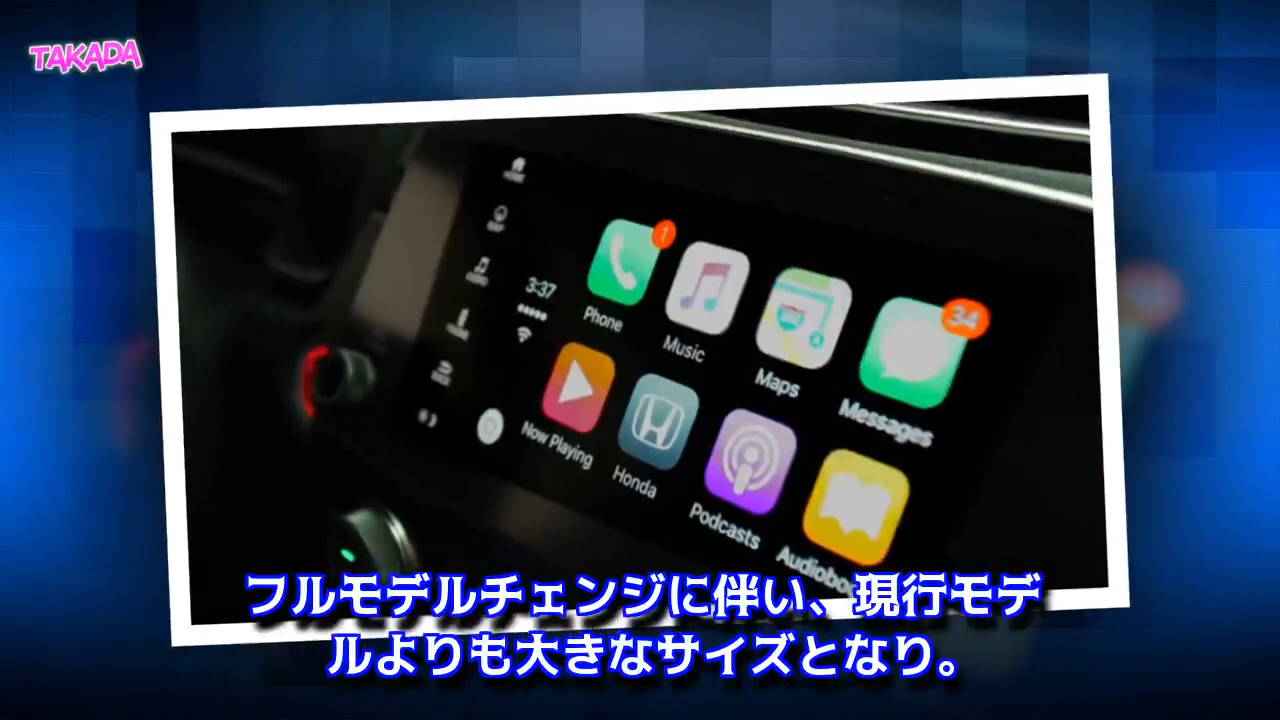 TAKADA
HOME
3:37
1
Phone
Music
Maps
34
Messages
Now Playing
Honda
Podcasts
フルモデルチェンジに伴い、現行モデ
ルよりも大きなサイズとなり。